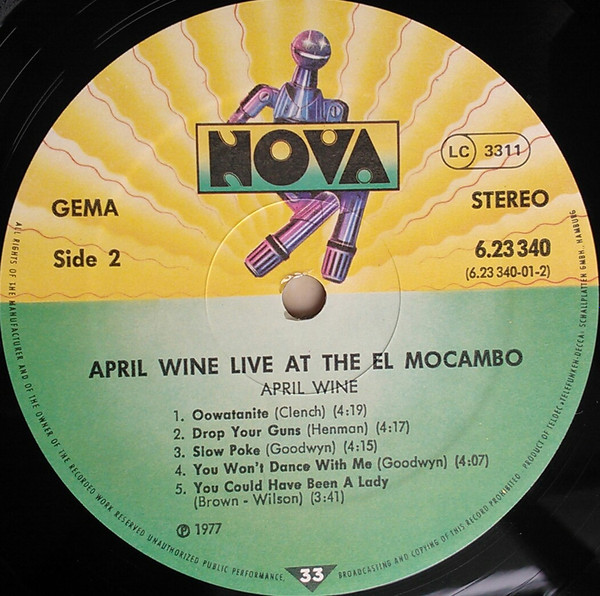 NOVA
LC 3311
GEMA
STEREO
Side 2
6.23 340
(6.23 340-01-2)
APRIL WINE LIVE AT THE EL MOCAMBO
APRIL WINE
1. Oowatanite (Clench) (4:19)
2. Drop Your Guns (Henman) (4:17)
3. Slow Poke (Goodwyn) (4:15)
4. You Won't Dance With Me (Goodwyn) (4:07)
5. You Could Have Been A Lady
(Brown - Wilson) (3:41)
℗ 1977
33
ALL RIGHTS OF THE MANUFACTURER AND OF THE OWNER OF THE RECORDED WORK RESERVED UNAUTHORIZED PUBLIC PERFORMANCE, BROADCASTING AND COPYING OF THIS RECORD PROHIBITED PRODUCT OF TELDEC »TELEFUNKEN-DECCA« SCHALLPLATTEN GMBH., HAMBURG